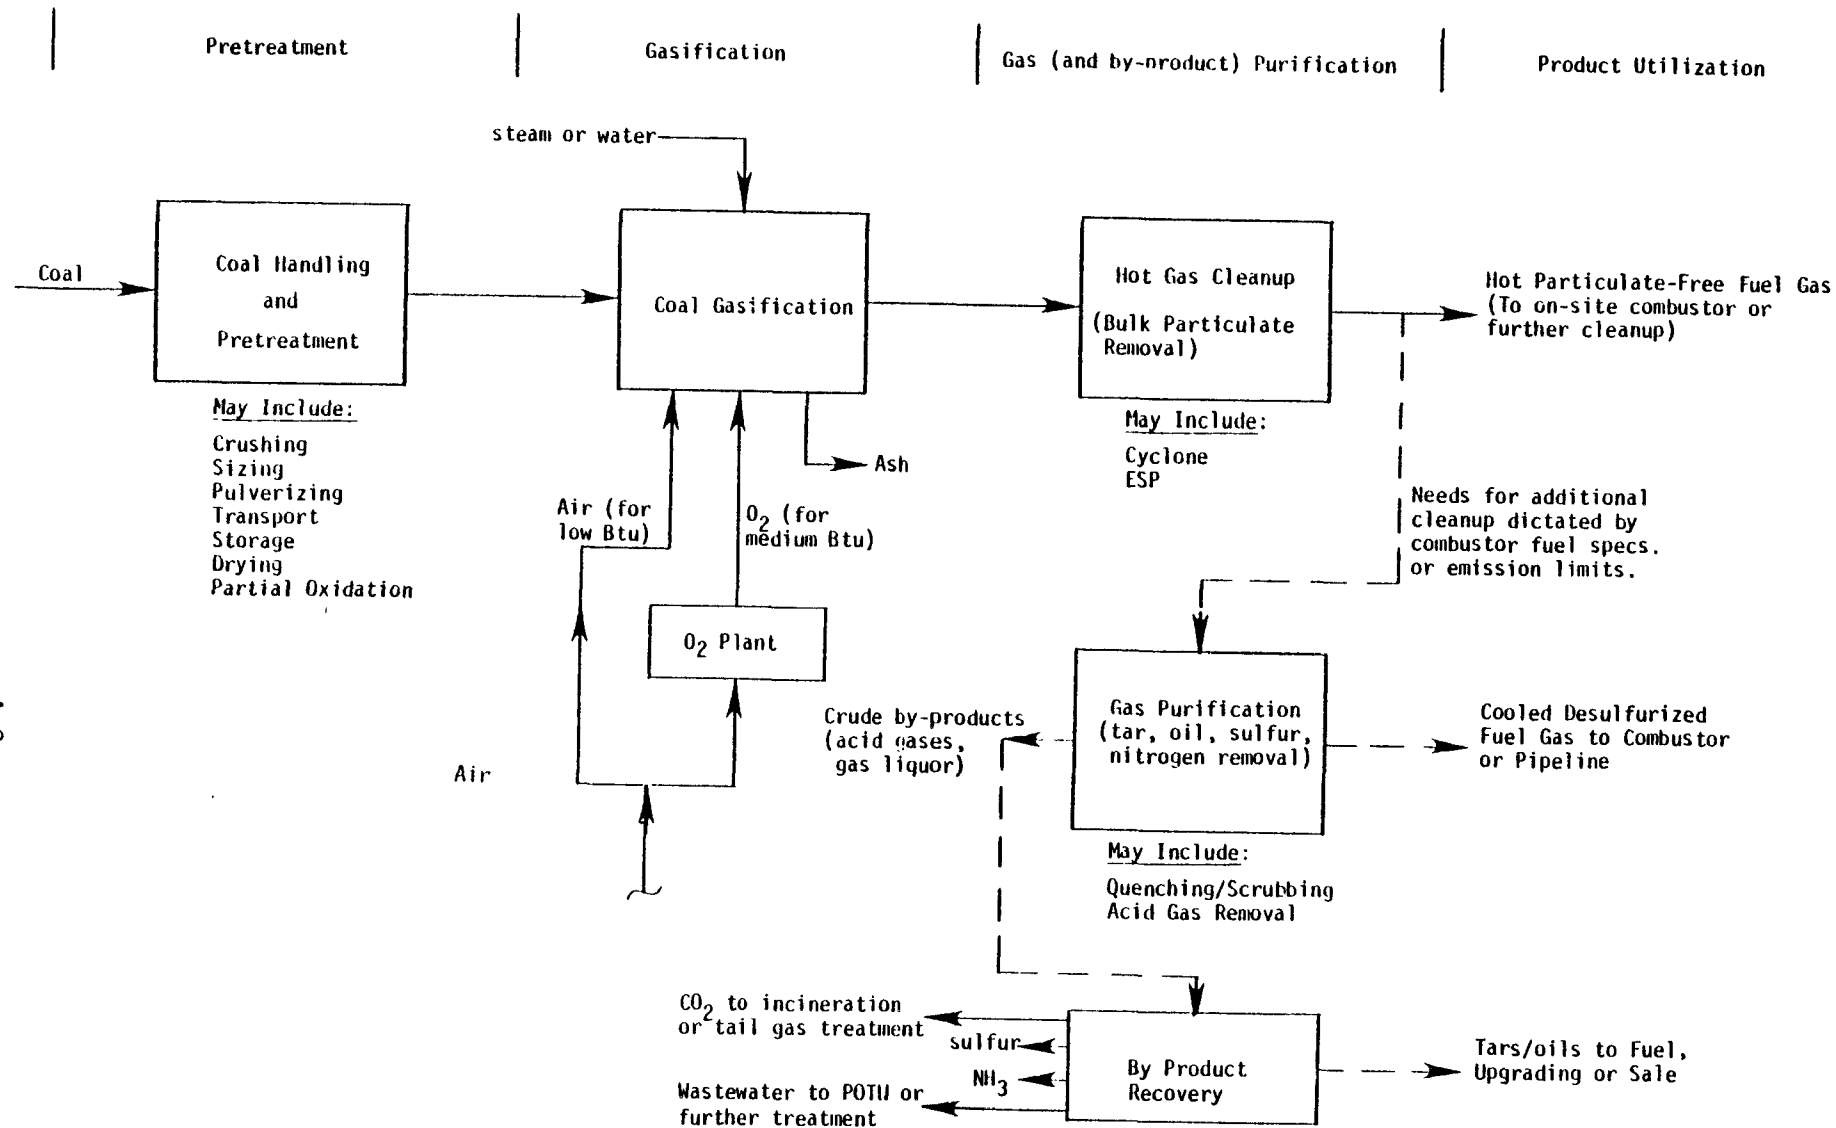 Pretreatment
Gasification
Gas (and by-nroduct) Purification
Product Utilization
steam or water
Coal
Coal Handling
and
Pretreatment
May Include:
Crushing
Sizing
Pulverizing
Transport
Storage
Drying
Partial Oxidation
Coal Gasification
Ash
Air (for
low Btu)
O2 (for
medium Btu)
O2 Plant
Air
Hot Gas Cleanup
(Bulk Particulate
Removal)
May Include:
Cyclone
ESP
Hot Particulate-Free Fuel Gas
(To on-site combustor or
further cleanup)
Needs for additional
cleanup dictated by
combustor fuel specs.
or emission limits.
Gas Purification
(tar, oil, sulfur,
nitrogen removal)
May Include:
Quenching/Scrubbing
Acid Gas Removal
Crude by-products
(acid gases,
gas liquor)
Cooled Desulfurized
Fuel Gas to Combustor
or Pipeline
CO2 to incineration
or tail gas treatment
sulfur
NH3
Wastewater to POTW or
further treatment
By Product
Recovery
Tars/oils to Fuel,
Upgrading or Sale